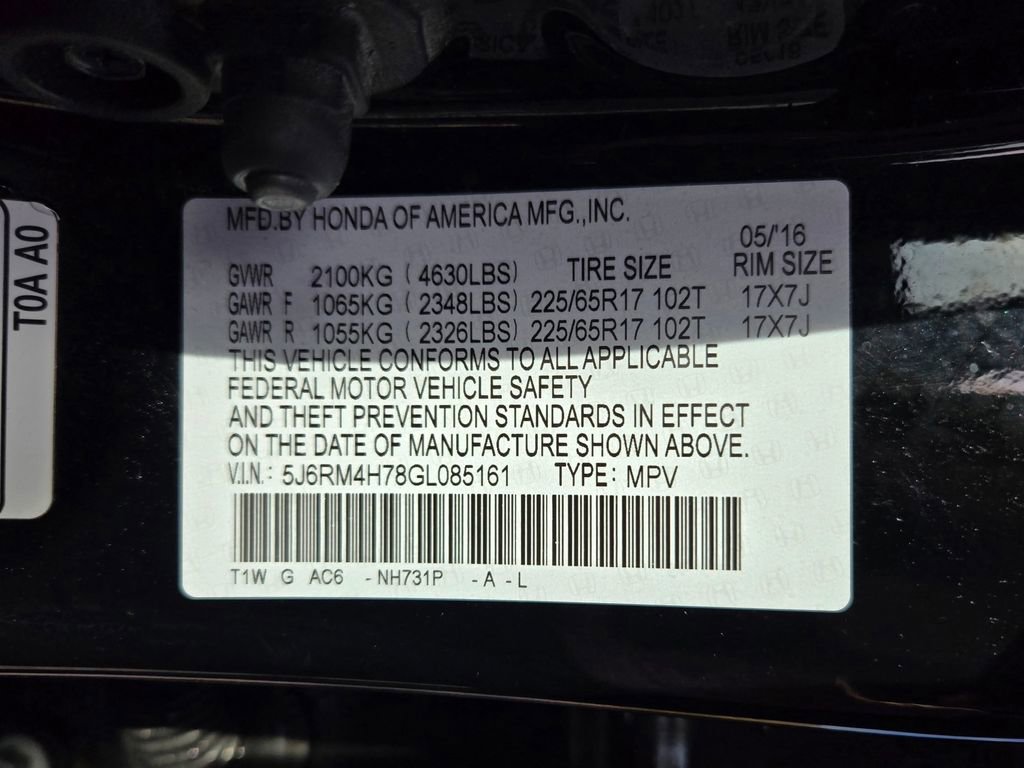 MFD.BY HONDA OF AMERICA MFG.,INC.
05/'16
GVWR 2100KG (4630LBS) TIRE SIZE RIM SIZE
GAWR F 1065KG (2348LBS) 225/65R17 102T 17X7J
GAWR R 1055KG (2326LBS) 225/65R17 102T 17X7J
THIS VEHICLE CONFORMS TO ALL APPLICABLE
FEDERAL MOTOR VEHICLE SAFETY
AND THEFT PREVENTION STANDARDS IN EFFECT
ON THE DATE OF MANUFACTURE SHOWN ABOVE.
V.I.N.: 5J6RM4H78GL085161 TYPE: MPV
T1W G AC6 -NH731P -A -L
T0A A0
RIM SIZE